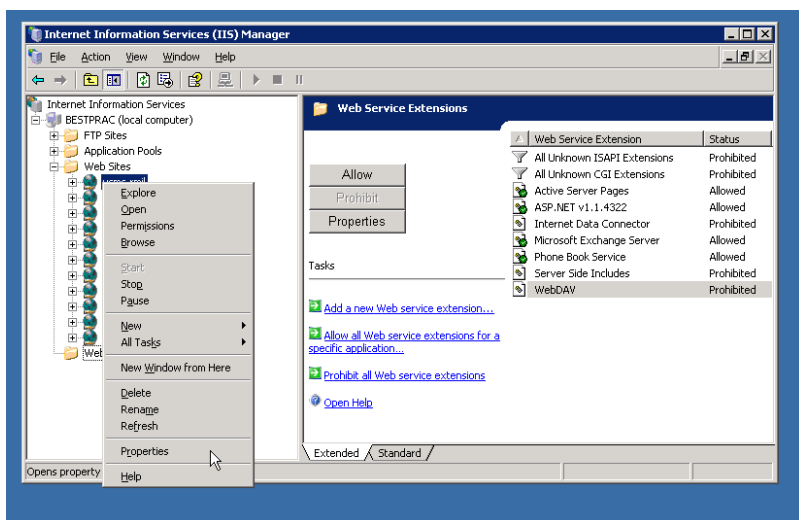 Internet Information Services (IIS) Manager
File Action View Window Help
Internet Information Services
BESTPRAC (local computer)
FTP Sites
Application Pools
Web Sites
Web
Explore
Open
Permissions
Browse
Start
Stop
Pause
New
All Tasks
New Window from Here
Delete
Rename
Refresh
Properties
Help
Opens property
Web Service Extensions
Allow
Prohibit
Properties
Tasks
Add a new Web service extension...
Allow all Web service extensions for a
specific application...
Prohibit all Web service extensions
Open Help
Web Service Extension Status
All Unknown ISAPI Extensions Prohibited
All Unknown CGI Extensions Prohibited
Active Server Pages Allowed
ASP.NET v1.1.4322 Allowed
Internet Data Connector Prohibited
Microsoft Exchange Server Allowed
Phone Book Service Allowed
Server Side Includes Prohibited
WebDAV Prohibited
Extended Standard